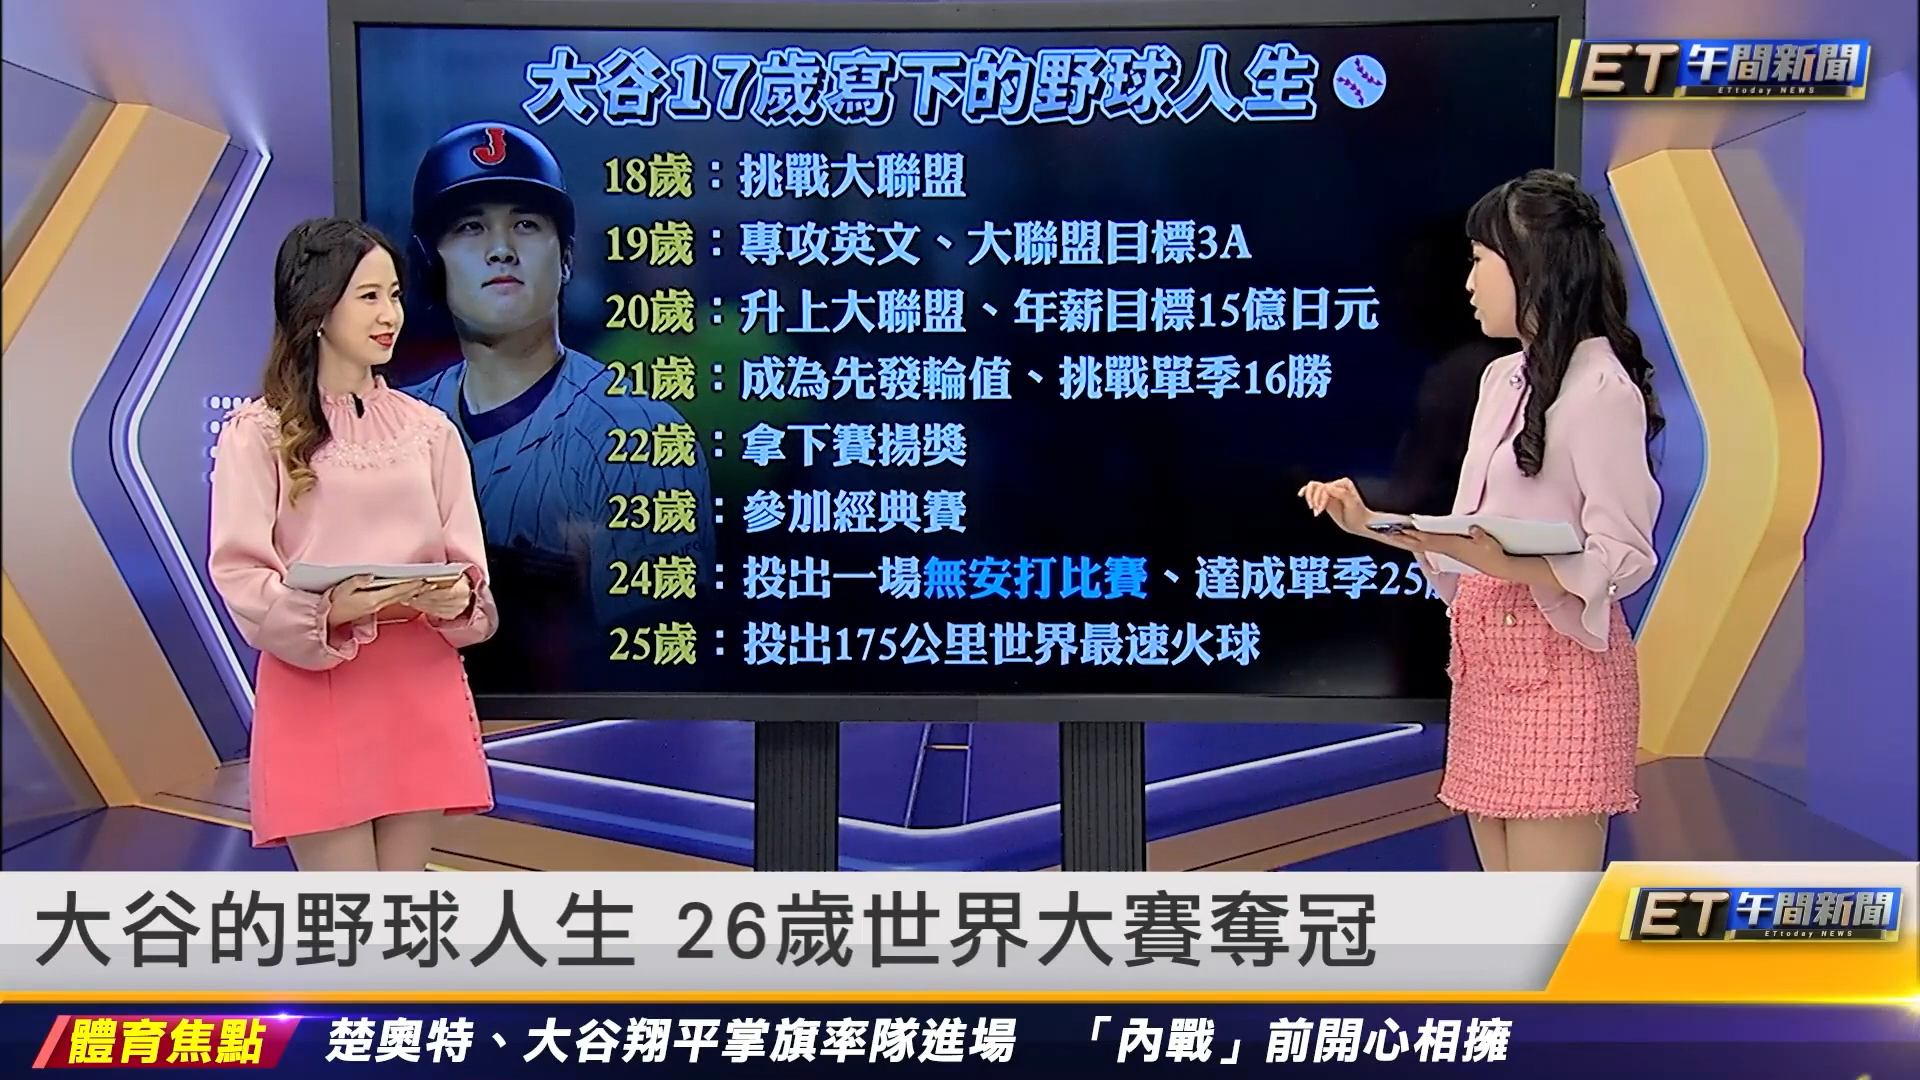 大谷17歲寫下的野球人生
ET午間新聞
ETtoday NEWS
J
18歲：挑戰大聯盟
19歲：專攻英文、大聯盟目標3A
20歲：升上大聯盟、年薪目標15億日元
21歲：成為先發輪值、挑戰單季16勝
22歲：拿下賽揚獎
23歲：參加經典賽
24歲：投出一場無安打比賽、達成單季25
25歲：投出175公里世界最速火球
大谷的野球人生 26歲世界大賽奪冠
ET午間新聞
ETtoday NEWS
體育焦點 楚奧特、大谷翔平掌旗率隊進場 「內戰」前開心相擁